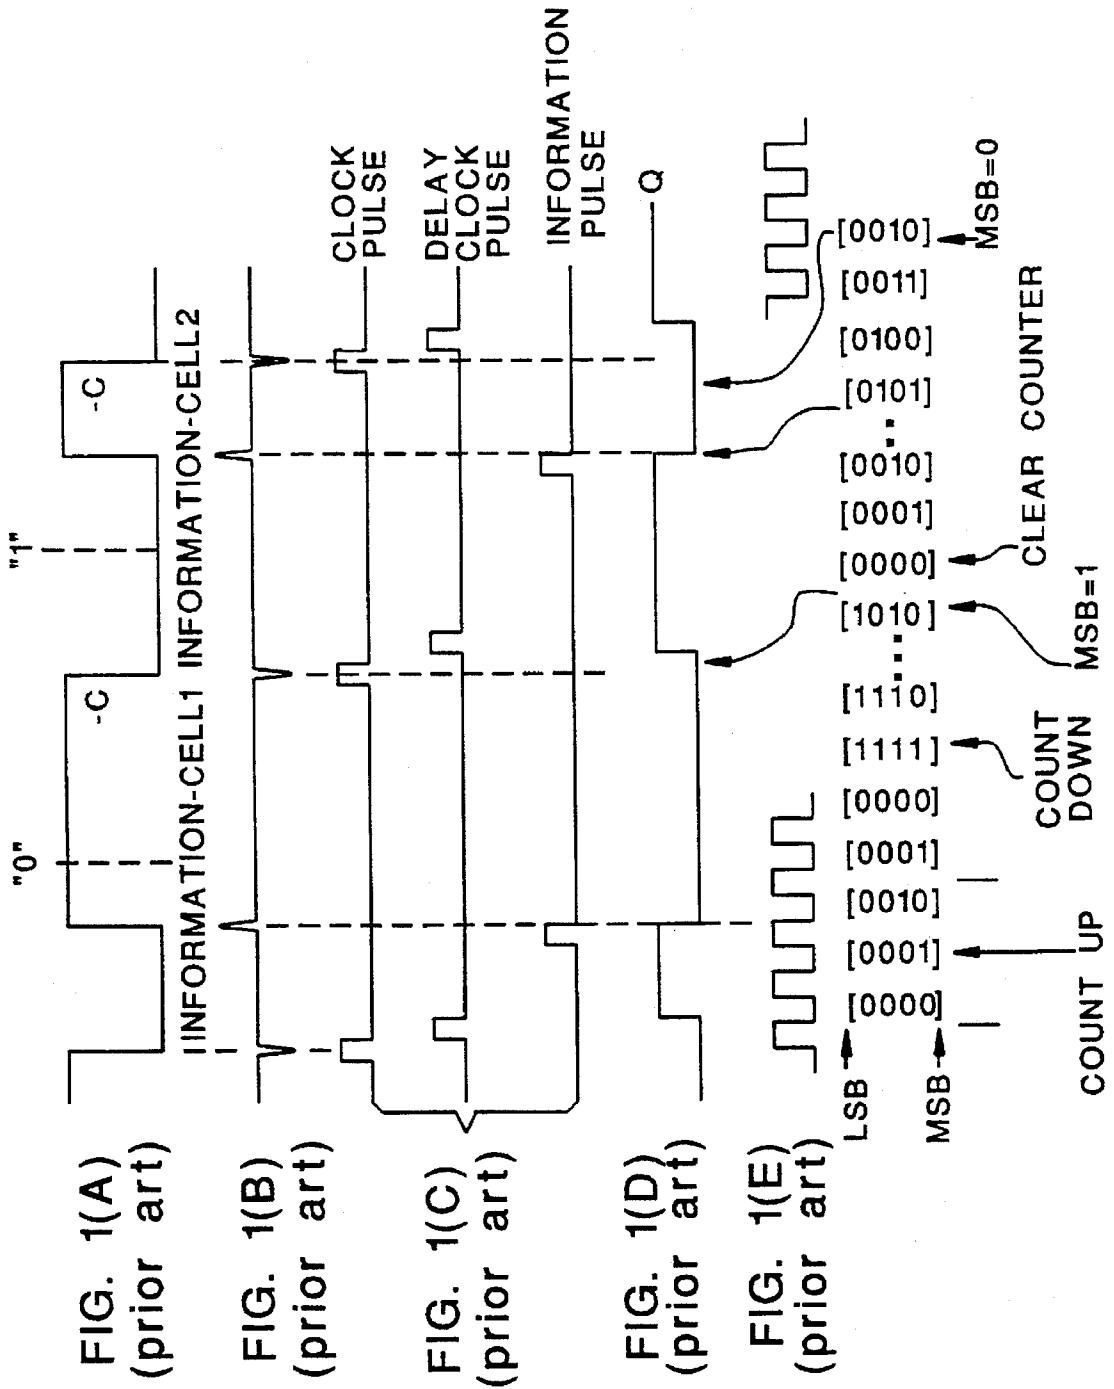 "0"
"1"
FIG. 1(A)
(prior art)
-C
-C
INFORMATION-CELL1 INFORMATION-CELL2
FIG. 1(B)
(prior art)
CLOCK
PULSE
FIG. 1(C)
(prior art)
DELAY
CLOCK
PULSE
INFORMATION
PULSE
FIG. 1(D)
(prior art)
Q
FIG. 1(E)
(prior art)
LSB
MSB
[0000]
[0001]
[0010]
[0001]
[0000]
[1111]
[1110]
[1010]
[0000]
[0001]
[0010]
[0101]
[0100]
[0011]
[0010]
COUNT UP
COUNT
DOWN
MSB=1
CLEAR COUNTER
MSB=0